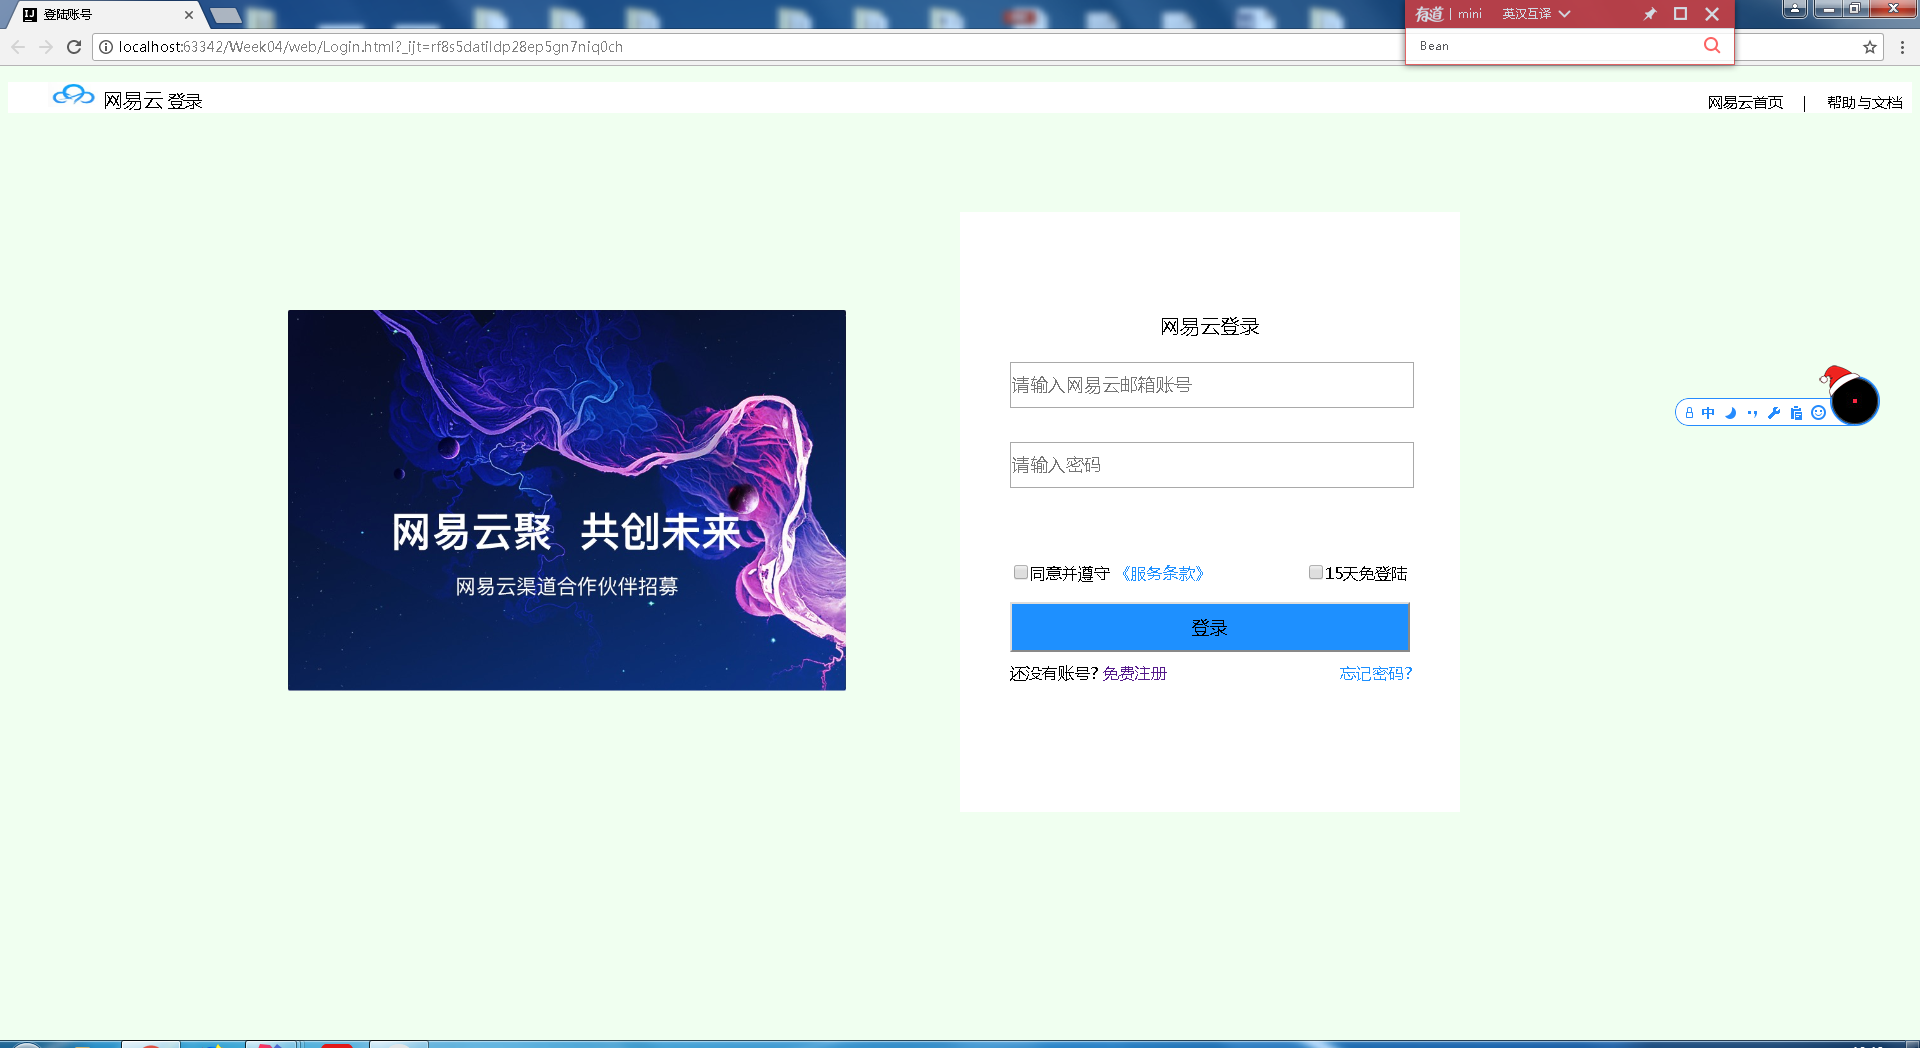 登陆账号
有道 | mini 英汉互译
localhost:63342/Week04/web/Login.html?_ijt=rf8s5datildp28ep5gn7niq0ch
Bean
网易云 登录
网易云首页 | 帮助与文档
网易云登录
请输入网易云邮箱账号
中
请输入密码
网易云聚 共创未来
网易云渠道合作伙伴招募
同意并遵守 《服务条款》 15天免登陆
登录
还没有账号? 免费注册 忘记密码?